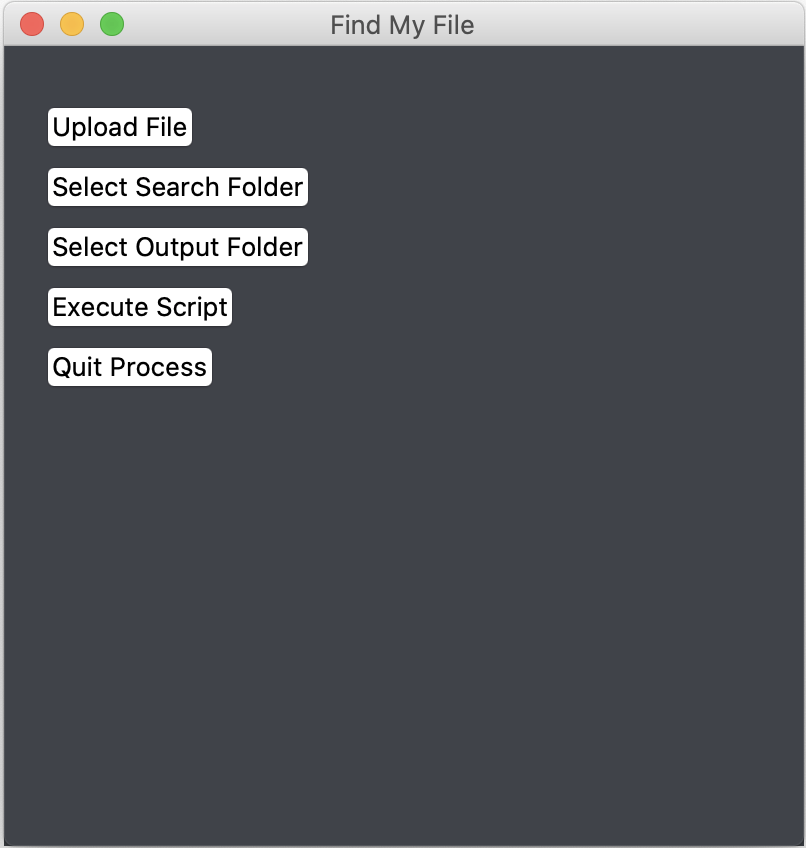 Find My File
Upload File
Select Search Folder
Select Output Folder
Execute Script
Quit Process